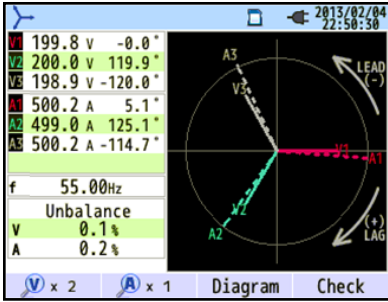 2013/02/04
22:50:30
V1 199.8 V -0.0°
V2 200.0 V 119.9°
V3 198.9 V -120.0°
A1 500.2 A 5.1°
A2 499.0 A 125.1°
A3 500.2 A -114.7°
f 55.00Hz
Unbalance
V 0.1%
A 0.2%
A3
V3
LEAD
(-)
V1
A1
V2
A2
(+)
LAG
V x 2 A x 1 Diagram Check